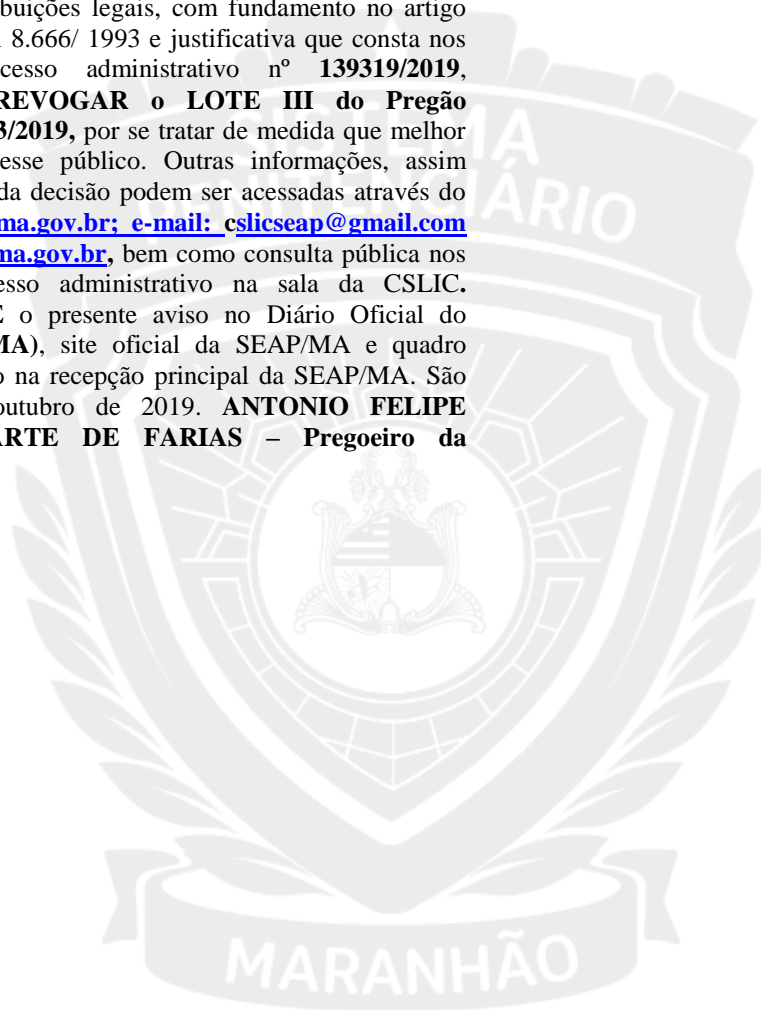 buições legais, com fundamento no artigo
8.666/ 1993 e justificativa que consta nos
cesso administrativo nº 139319/2019,
REVOGAR o LOTE III do Pregão
3/2019, por se tratar de medida que melhor
esse público. Outras informações, assim
da decisão podem ser acessadas através do
ma.gov.br; e-mail: cslicseap@gmail.com
ma.gov.br, bem como consulta pública nos
esso administrativo na sala da CSLIC.
E o presente aviso no Diário Oficial do
MA), site oficial da SEAP/MA e quadro
o na recepção principal da SEAP/MA. São
outubro de 2019. ANTONIO FELIPE
ARTE DE FARIAS – Pregoeiro da
SISTEMA
PENITENCIÁRIO
MARANHÃO